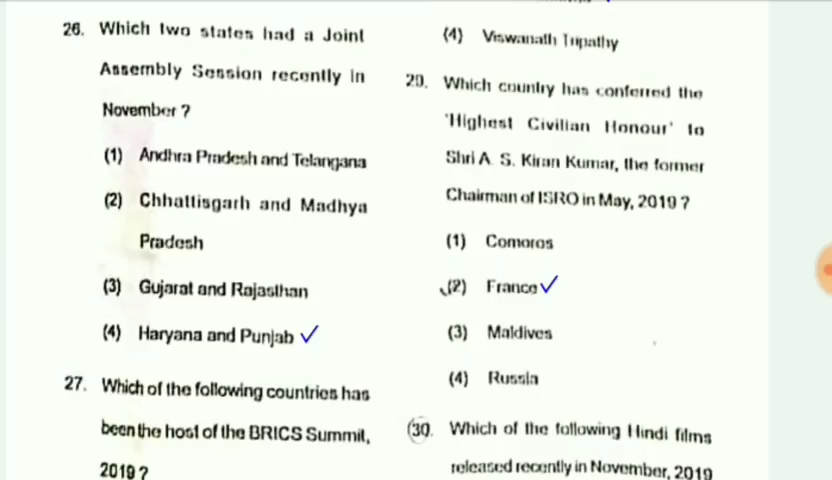 26. Which two states had a Joint
Assembly Session recently in
November ?
(1) Andhra Pradesh and Telangana
(2) Chhattisgarh and Madhya
Pradesh
(3) Gujarat and Rajasthan
(4) Haryana and Punjab ✓
27. Which of the following countries has
been the host of the BRICS Summit,
2019 ?
(4) Viswanath Tripathy
29. Which country has conferred the
'Highest Civilian Honour' to
Shri A. S. Kiran Kumar, the former
Chairman of ISRO in May, 2019 ?
(1) Comoros
(2) France ✓
(3) Maldives
(4) Russia
30. Which of the following Hindi films
released recently in November, 2019